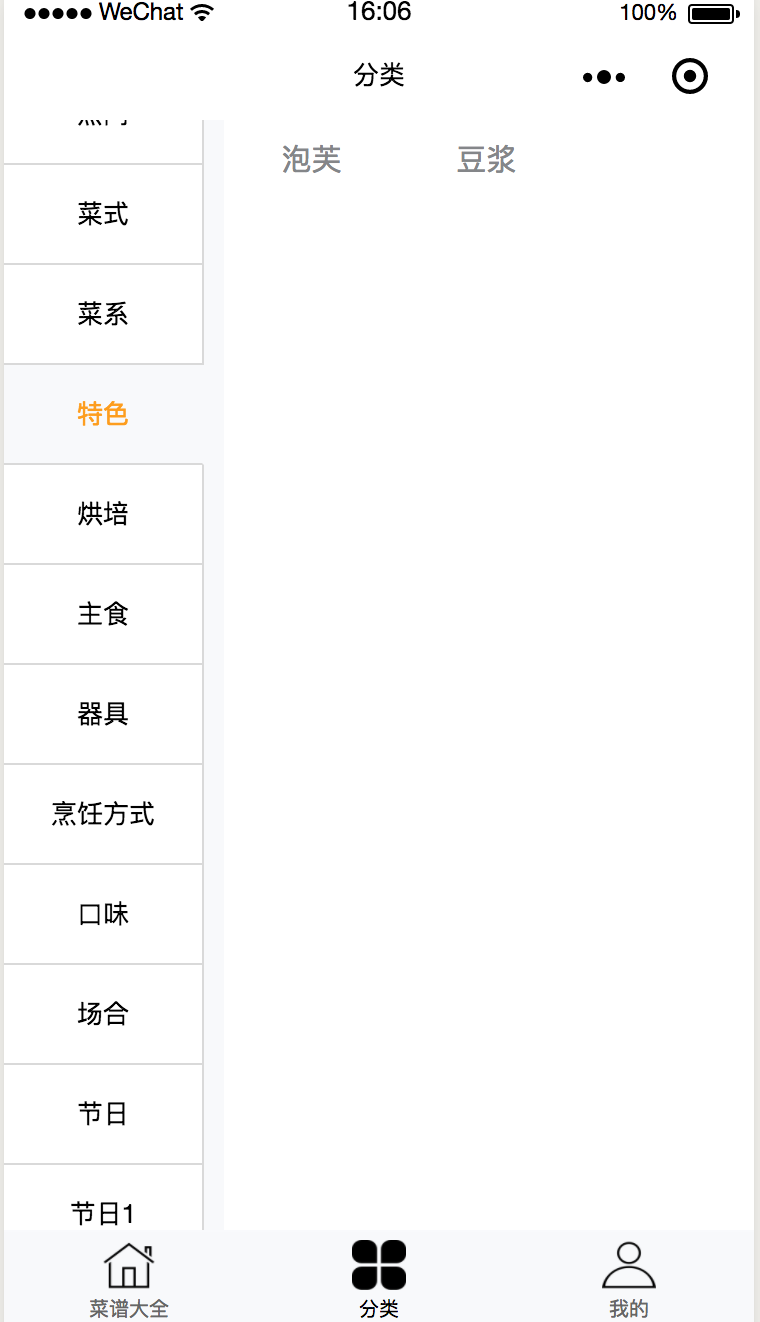 WeChat 16:06 100%
分类
泡芙 豆浆
菜式
菜系
特色
烘培
主食
器具
烹饪方式
口味
场合
节日
节日1
菜谱大全 分类 我的